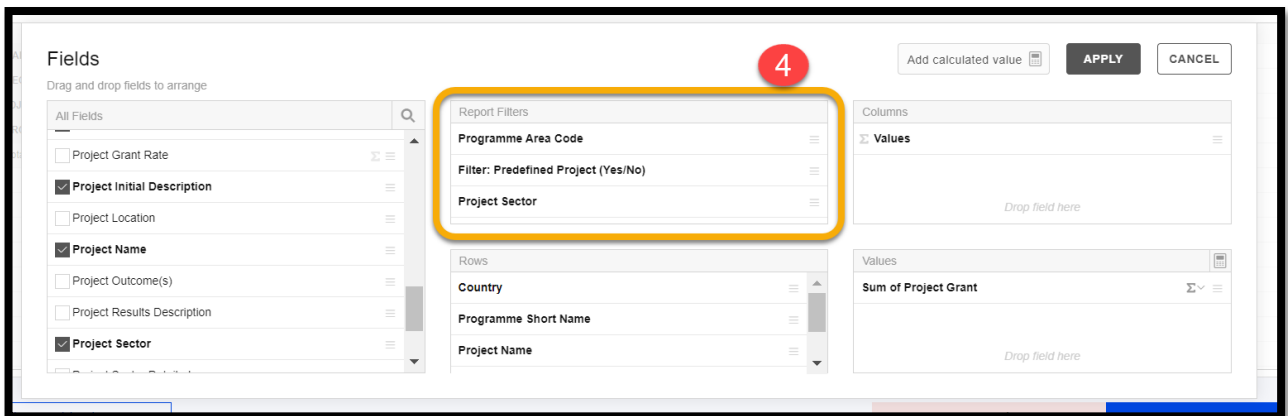 Fields
4
Add calculated value
APPLY
CANCEL
Drag and drop fields to arrange
All Fields
Project Grant Rate
Project Initial Description
Project Location
Project Name
Project Outcome(s)
Project Results Description
Project Sector
Report Filters
Programme Area Code
Filter: Predefined Project (Yes/No)
Project Sector
Columns
Σ Values
Drop field here
Rows
Country
Programme Short Name
Project Name
Values
Sum of Project Grant
Drop field here